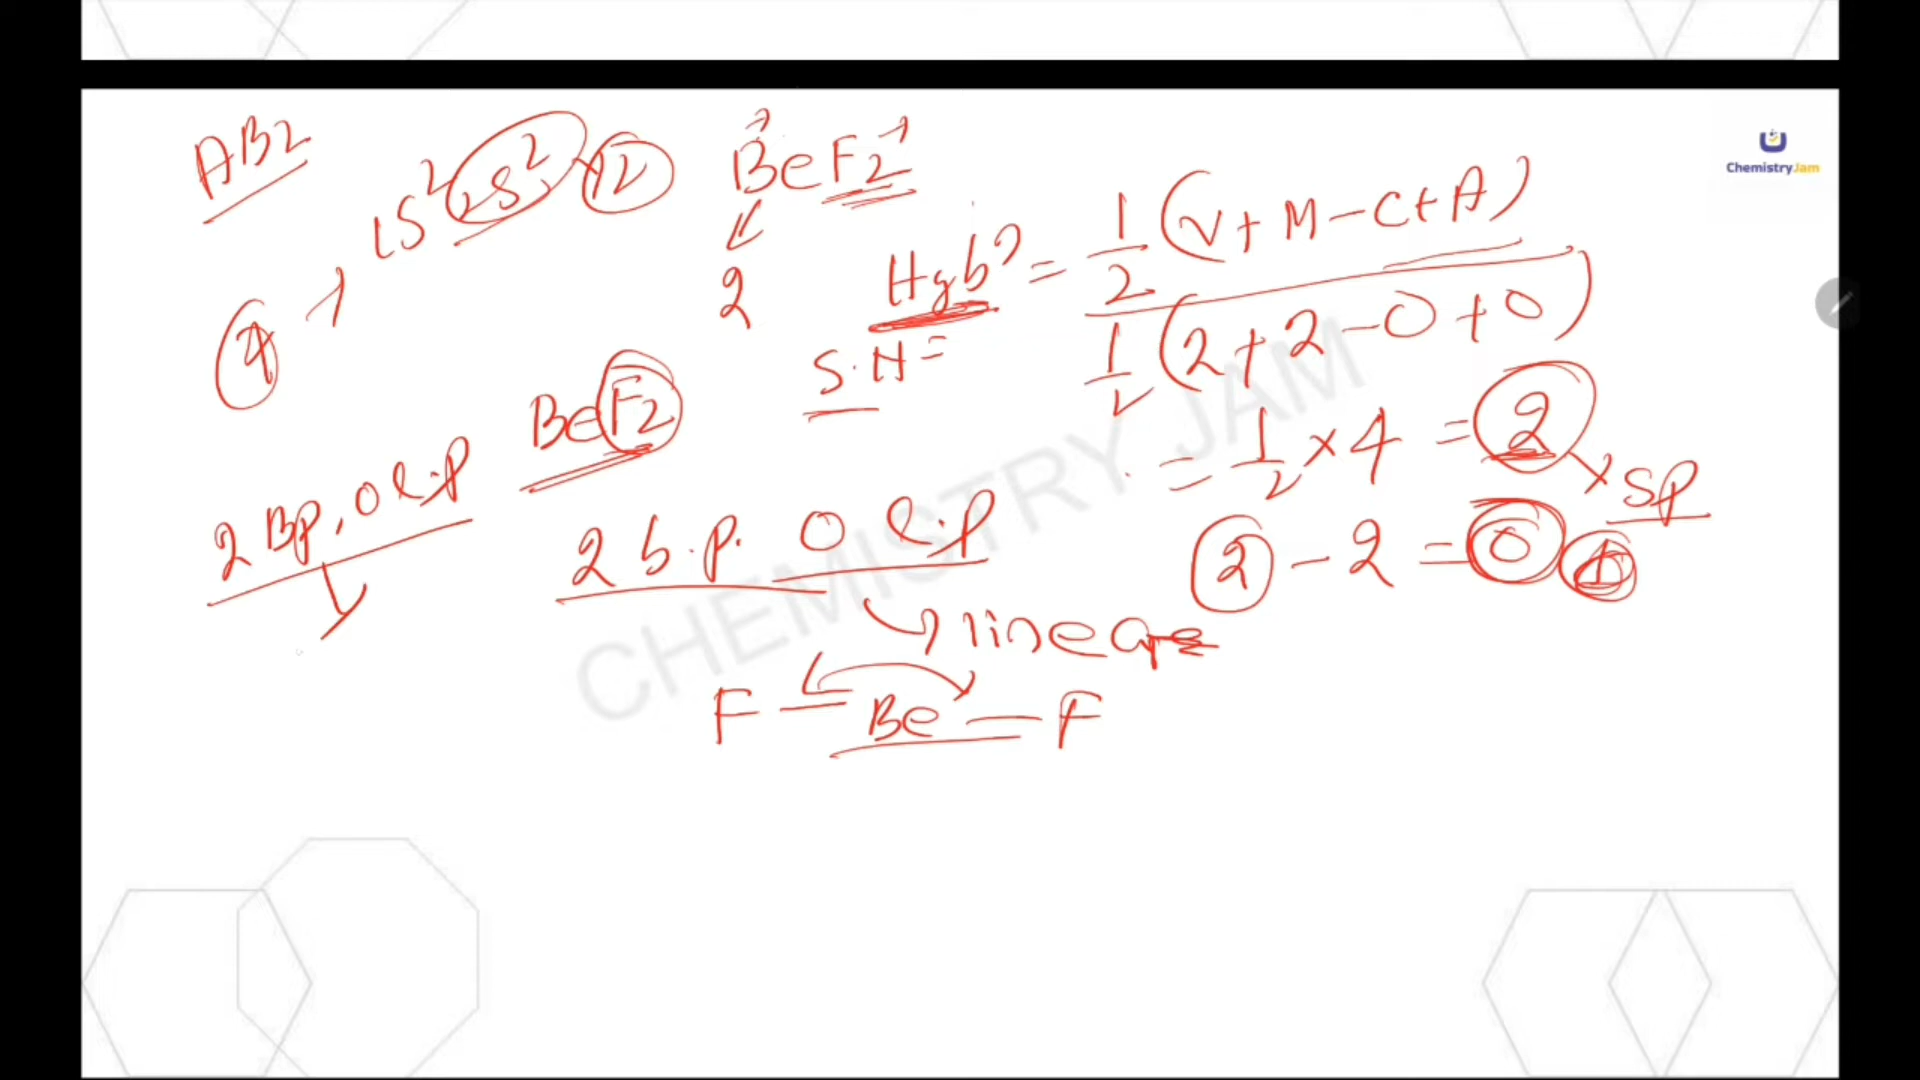 AB2
1S² 2S²
BeF2
2
4
Hyb? = 1/2 (V + M - C + A)
S.H =
1/2 (2 + 2 - 0 + 0)
BeF2
= 1/2 × 4 = 2
SP
2 Bp, 0 l.p
2 b.p. 0 l.p
2 - 2 = 0
linear
F - Be - F
CHEMISTRY JAM
ChemistryJam